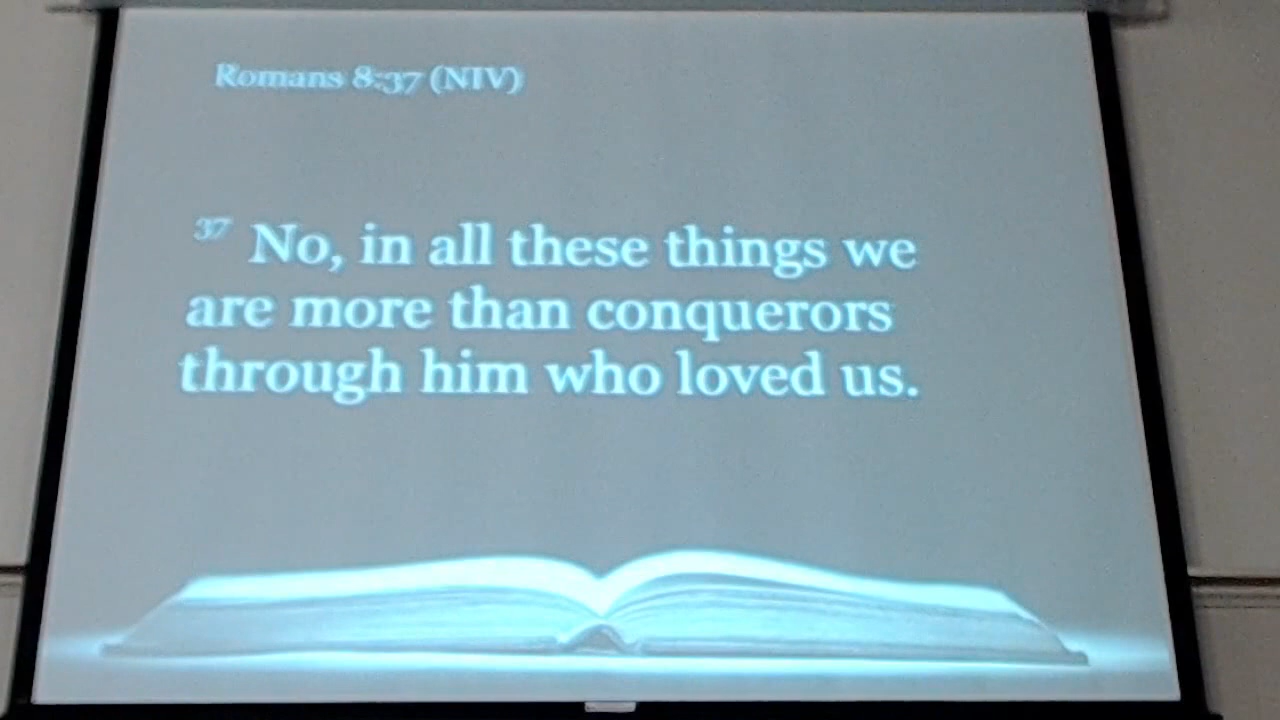 Romans 8:37 (NIV)
37 No, in all these things we
are more than conquerors
through him who loved us.